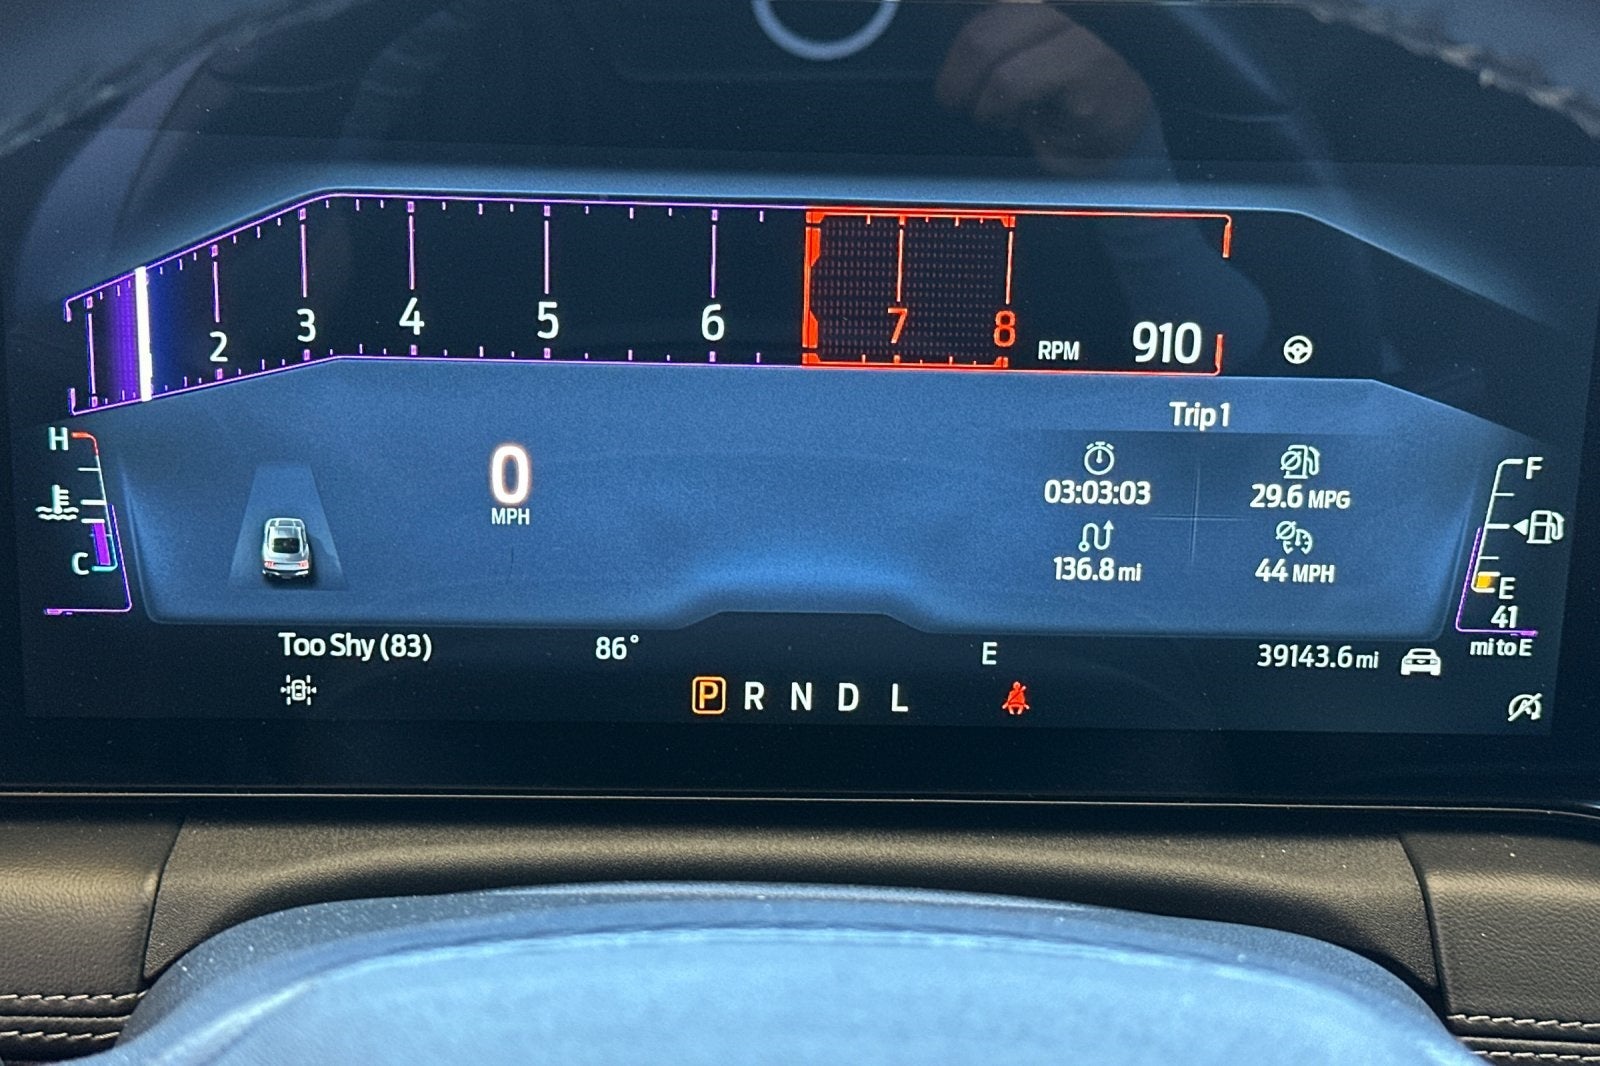 2 3 4 5 6 7 8 RPM 910
Trip 1
H
03:03:03 29.6 MPG
F
0
MPH
136.8 mi 44 MPH
C
E
41
mi to E
Too Shy (83) 86° E 39143.6 mi
P R N D L